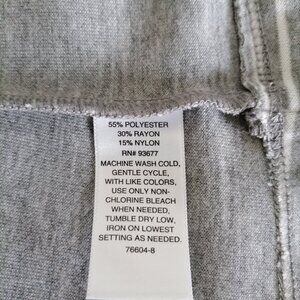 55% POLYESTER
30% RAYON
15% NYLON
RN# 93677
MACHINE WASH COLD,
GENTLE CYCLE,
WITH LIKE COLORS,
USE ONLY NON-
CHLORINE BLEACH
WHEN NEEDED,
TUMBLE DRY LOW,
IRON ON LOWEST
SETTING AS NEEDED.
76604-8